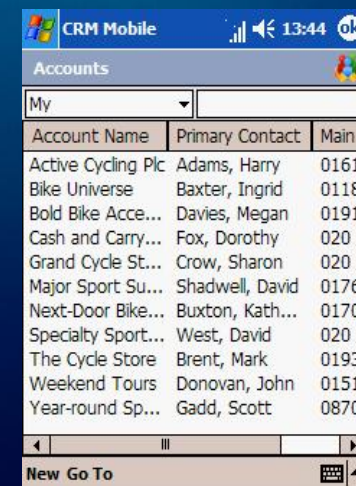 CRM Mobile 13:44 ok
Accounts
My
Account Name Primary Contact Main
Active Cycling Plc Adams, Harry 0161
Bike Universe Baxter, Ingrid 0118
Bold Bike Acce... Davies, Megan 0191
Cash and Carry... Fox, Dorothy 020
Grand Cycle St... Crow, Sharon 020
Major Sport Su... Shadwell, David 0176
Next-Door Bike... Buxton, Kath... 0170
Specialty Sport... West, David 020
The Cycle Store Brent, Mark 0193
Weekend Tours Donovan, John 0151
Year-round Sp... Gadd, Scott 0870
New Go To